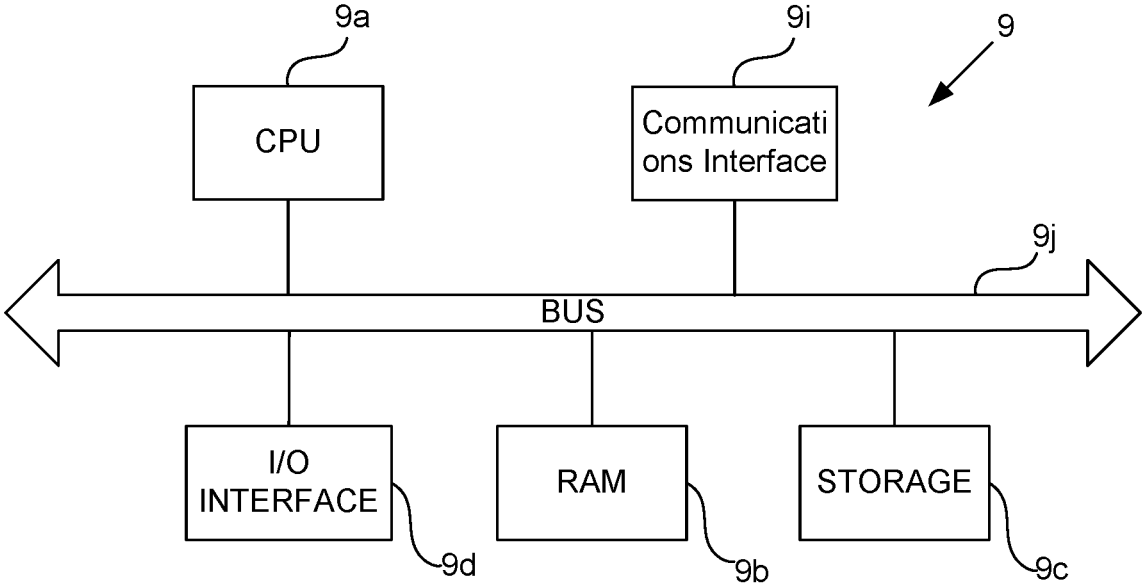 9a
9i
9
CPU
Communicati
ons Interface
9j
BUS
I/O
INTERFACE
RAM
STORAGE
9d
9b
9c